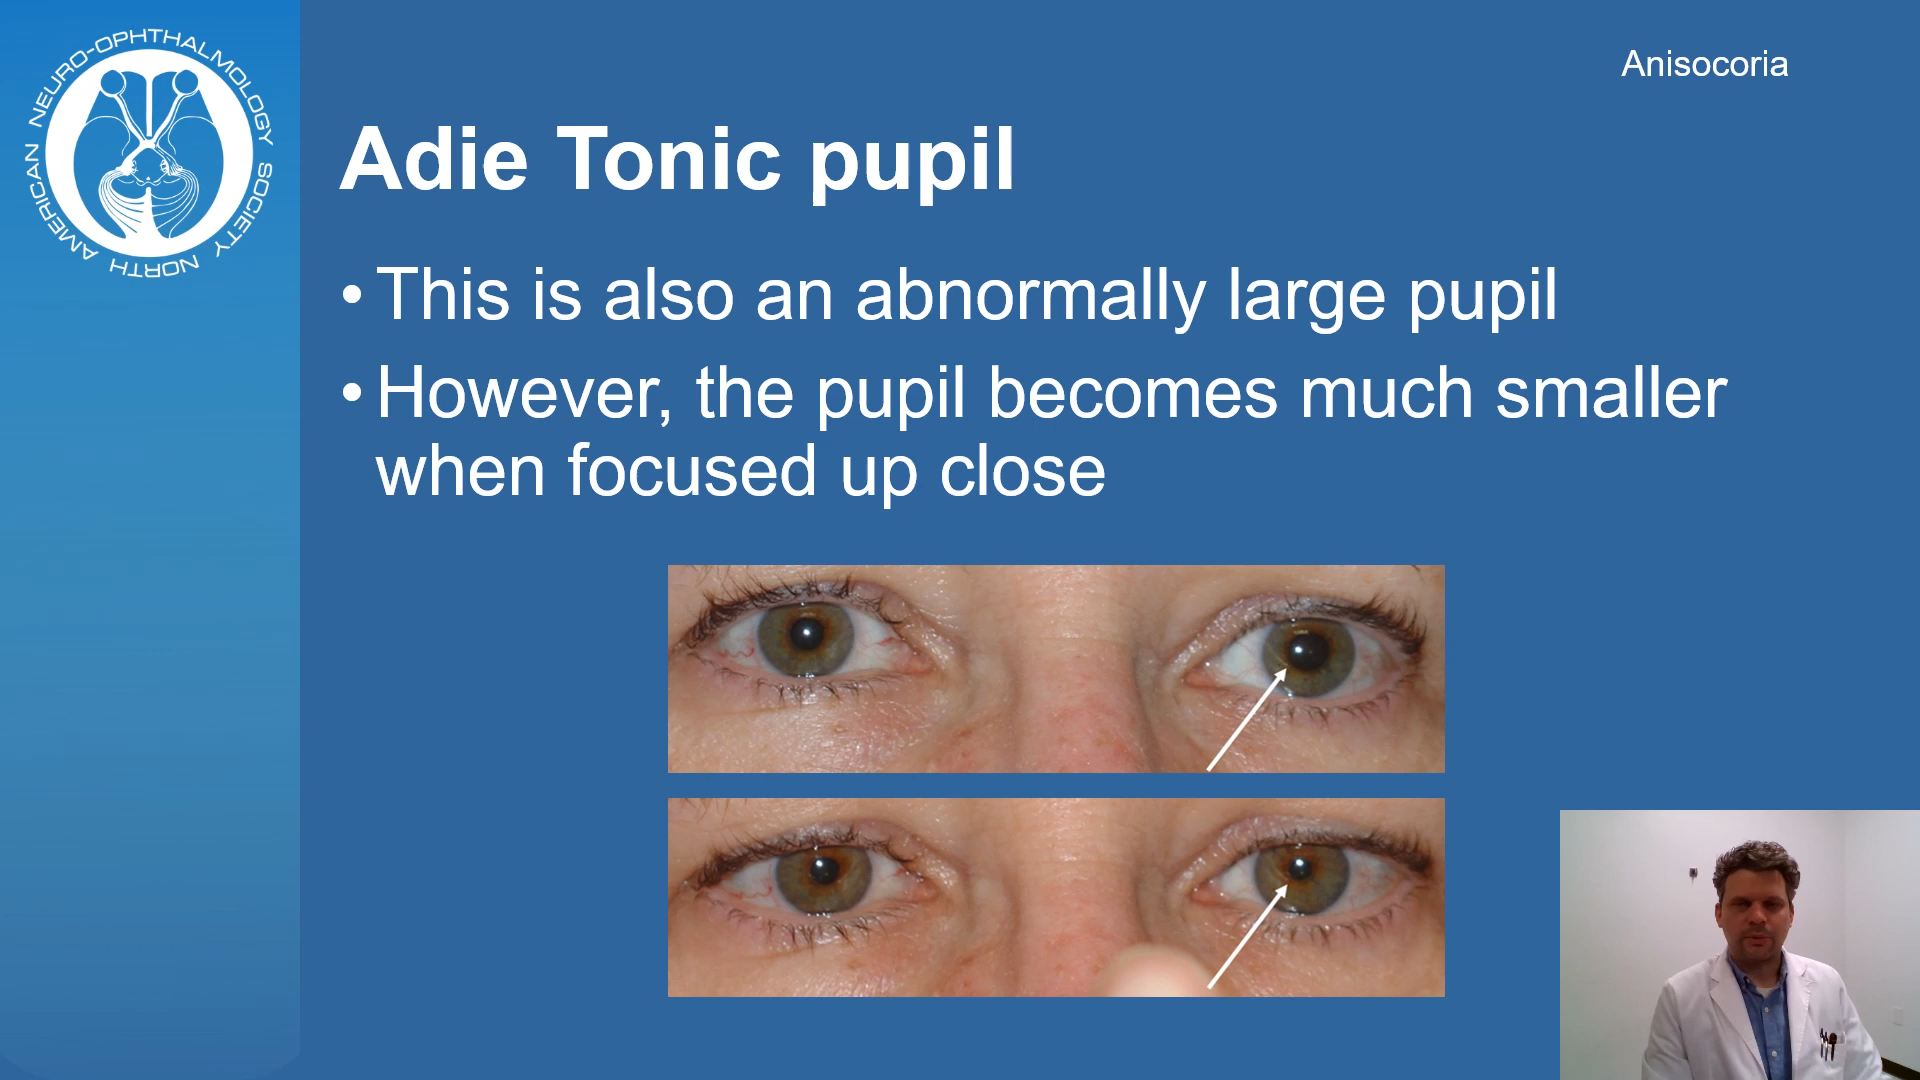 NORTH AMERICAN NEURO-OPHTHALMOLOGY SOCIETY
Anisocoria
Adie Tonic pupil
• This is also an abnormally large pupil
• However, the pupil becomes much smaller
when focused up close